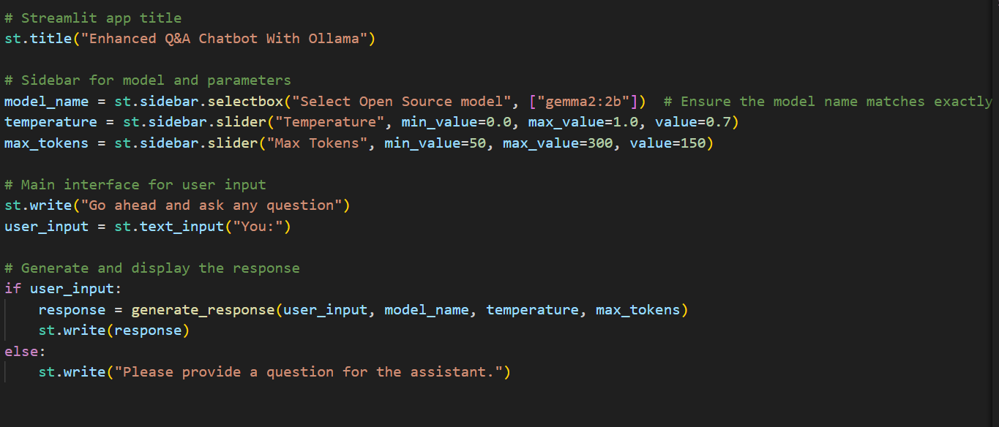 # Streamlit app title
st.title("Enhanced Q&A Chatbot With Ollama")
# Sidebar for model and parameters
model_name = st.sidebar.selectbox("Select Open Source model", ["gemma2:2b"])  # Ensure the model name matches exactly
temperature = st.sidebar.slider("Temperature", min_value=0.0, max_value=1.0, value=0.7)
max_tokens = st.sidebar.slider("Max Tokens", min_value=50, max_value=300, value=150)
# Main interface for user input
st.write("Go ahead and ask any question")
user_input = st.text_input("You:")
# Generate and display the response
if user_input:
    response = generate_response(user_input, model_name, temperature, max_tokens)
    st.write(response)
else:
    st.write("Please provide a question for the assistant.")